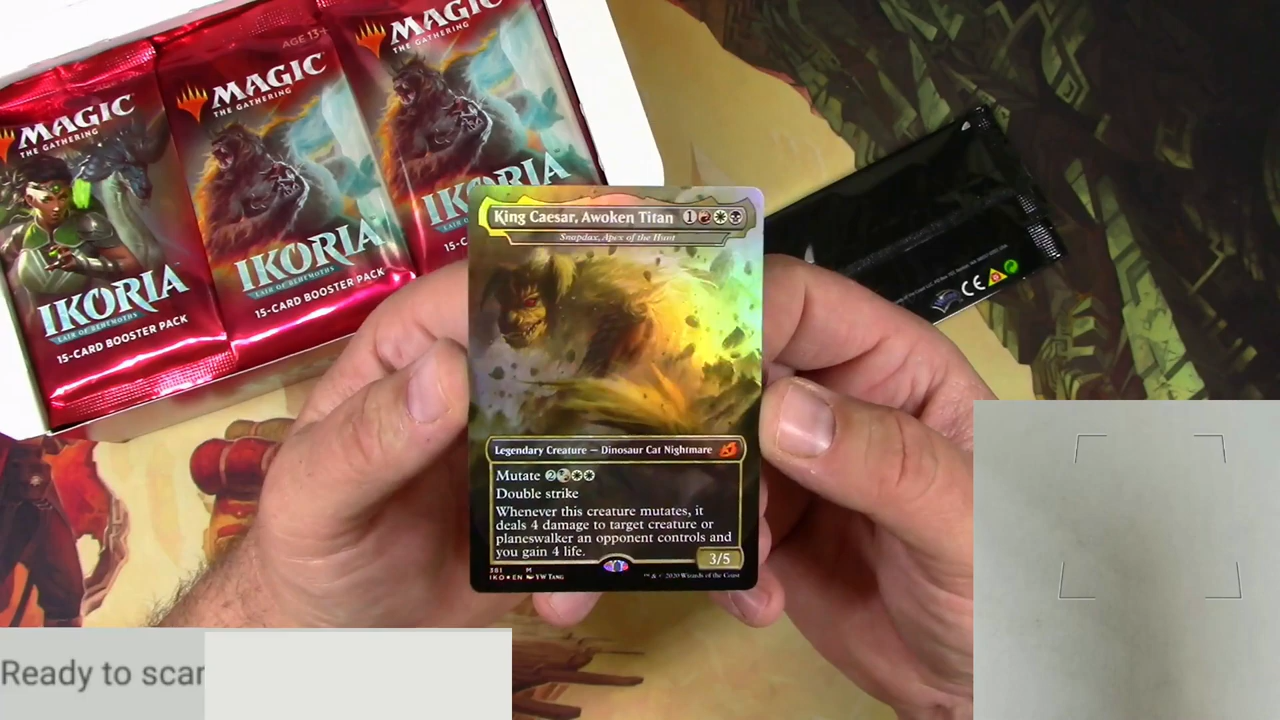 MAGIC
THE GATHERING
IKORIA
LAIR OF BEHEMOTHS
15-CARD BOOSTER PACK
AGE 13+
MAGIC
THE GATHERING
IKORIA
LAIR OF BEHEMOTHS
15-CARD BOOSTER PACK
MAGIC
THE GATHERING
IKORIA
15-C
King Caesar, Awoken Titan 1
Snapdax, Apex of the Hunt
Legendary Creature — Dinosaur Cat Nightmare
Mutate 2
Double strike
Whenever this creature mutates, it
deals 4 damage to target creature or
planeswalker an opponent controls and
you gain 4 life.
3/5
381 M
IKO★EN YW TANG
™ & © 2020 Wizards of the Coast
CE
Ready to scan